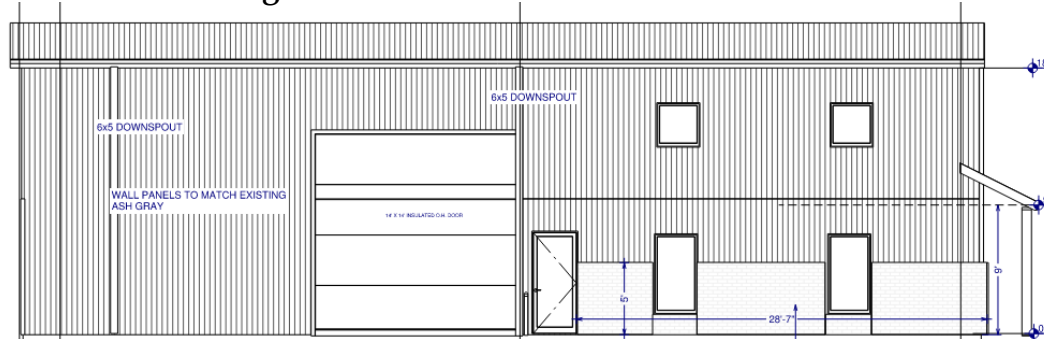 6x5 DOWNSPOUT
6x5 DOWNSPOUT
WALL PANELS TO MATCH EXISTING
ASH GRAY
14' X 14' INSULATED O.H. DOOR
5'
28'-7"
9'